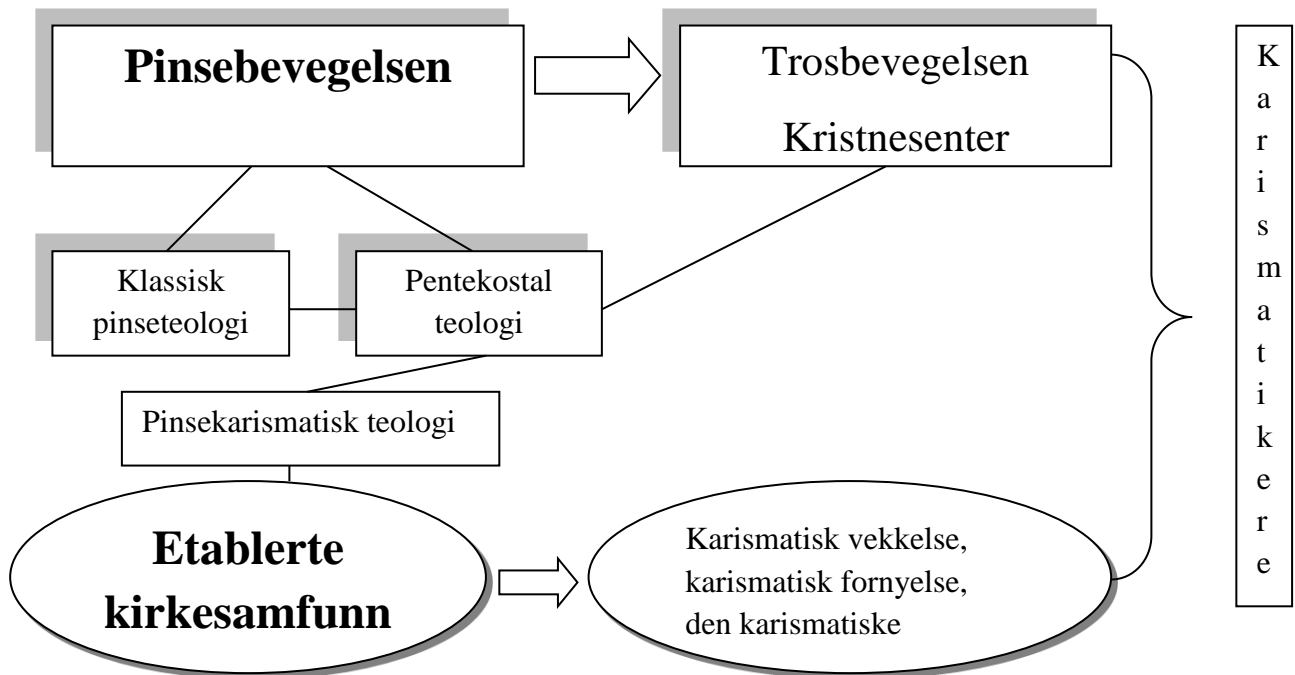 Pinsebevegelsen
Trosbevegelsen
Kristnesenter
Klassisk
pinseteologi
Pentekostal
teologi
Pinsekarismatisk teologi
Etablerte
kirkesamfunn
Karismatisk vekkelse,
karismatisk fornyelse,
den karismatiske
K
a
r
i
s
m
a
t
i
k
e
r
e